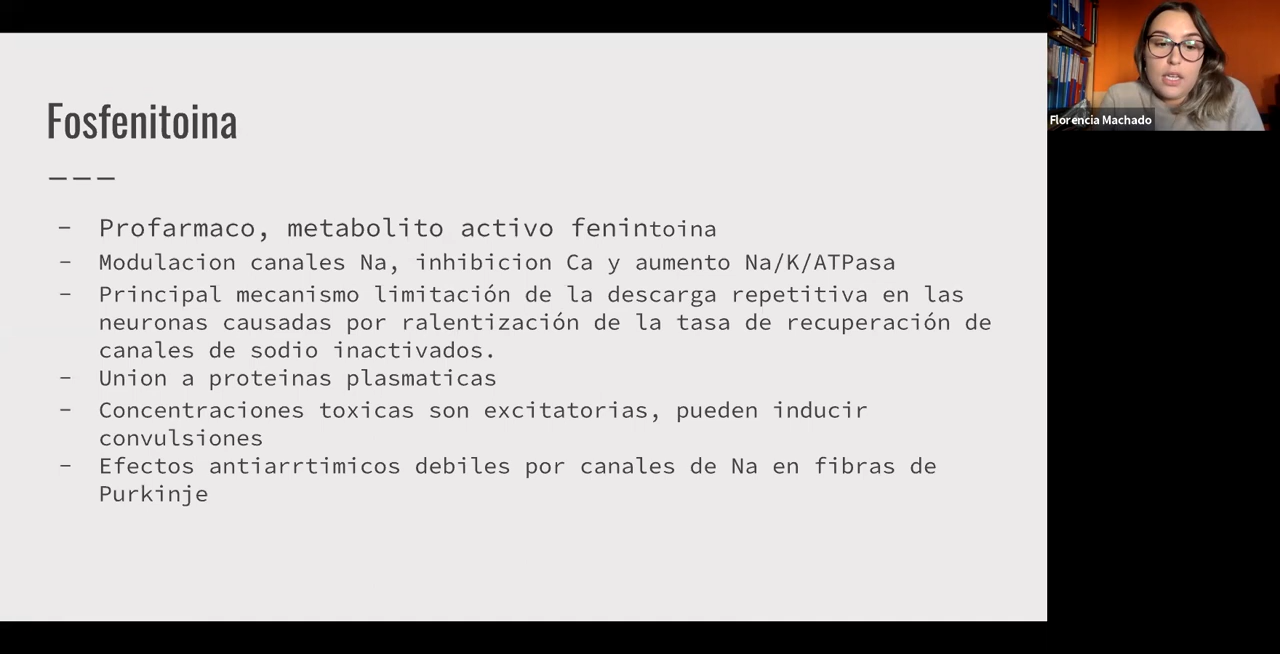 Fosfenitoina
---
- Profarmaco, metabolito activo fenintoina
- Modulacion canales Na, inhibicion Ca y aumento Na/K/ATPasa
- Principal mecanismo limitación de la descarga repetitiva en las
neuronas causadas por ralentización de la tasa de recuperación de
canales de sodio inactivados.
- Union a proteinas plasmaticas
- Concentraciones toxicas son excitatorias, pueden inducir
convulsiones
- Efectos antiarrtimicos debiles por canales de Na en fibras de
Purkinje
Florencia Machado